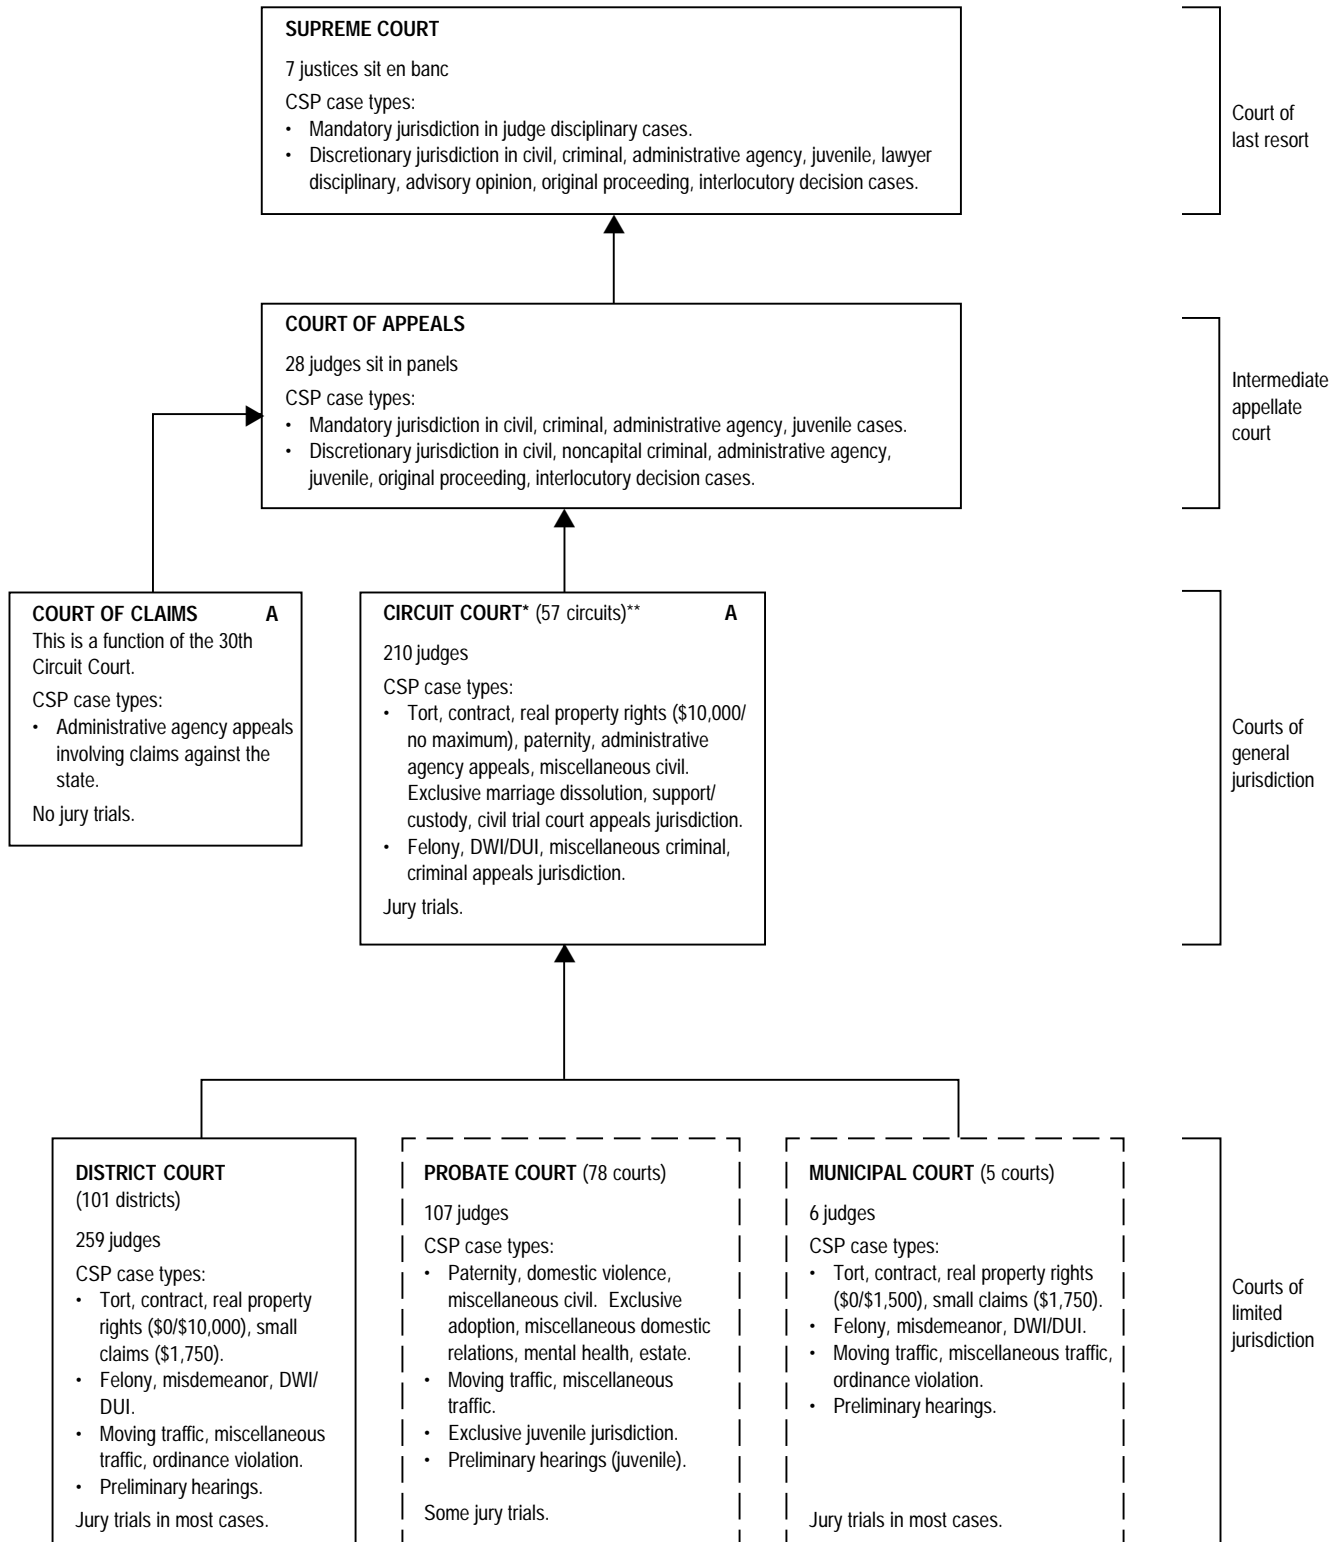 SUPREME COURT
7 justices sit en banc
CSP case types:
• Mandatory jurisdiction in judge disciplinary cases.
• Discretionary jurisdiction in civil, criminal, administrative agency, juvenile, lawyer
disciplinary, advisory opinion, original proceeding, interlocutory decision cases.
Court of
last resort
COURT OF APPEALS
28 judges sit in panels
CSP case types:
• Mandatory jurisdiction in civil, criminal, administrative agency, juvenile cases.
• Discretionary jurisdiction in civil, noncapital criminal, administrative agency,
juvenile, original proceeding, interlocutory decision cases.
Intermediate
appellate
court
COURT OF CLAIMS A
This is a function of the 30th
Circuit Court.
CSP case types:
• Administrative agency appeals
involving claims against the
state.
No jury trials.
CIRCUIT COURT* (57 circuits)** A
210 judges
CSP case types:
• Tort, contract, real property rights ($10,000/
no maximum), paternity, administrative
agency appeals, miscellaneous civil.
Exclusive marriage dissolution, support/
custody, civil trial court appeals jurisdiction.
• Felony, DWI/DUI, miscellaneous criminal,
criminal appeals jurisdiction.
Jury trials.
Courts of
general
jurisdiction
DISTRICT COURT
(101 districts)
259 judges
CSP case types:
• Tort, contract, real property
rights ($0/$10,000), small
claims ($1,750).
• Felony, misdemeanor, DWI/
DUI.
• Moving traffic, miscellaneous
traffic, ordinance violation.
• Preliminary hearings.
Jury trials in most cases.
PROBATE COURT (78 courts)
107 judges
CSP case types:
• Paternity, domestic violence,
miscellaneous civil. Exclusive
adoption, miscellaneous domestic
relations, mental health, estate.
• Moving traffic, miscellaneous
traffic.
• Exclusive juvenile jurisdiction.
• Preliminary hearings (juvenile).
Some jury trials.
MUNICIPAL COURT (5 courts)
6 judges
CSP case types:
• Tort, contract, real property rights
($0/$1,500), small claims ($1,750).
• Felony, misdemeanor, DWI/DUI.
• Moving traffic, miscellaneous traffic,
ordinance violation.
• Preliminary hearings.
Jury trials in most cases.
Courts of
limited
jurisdiction